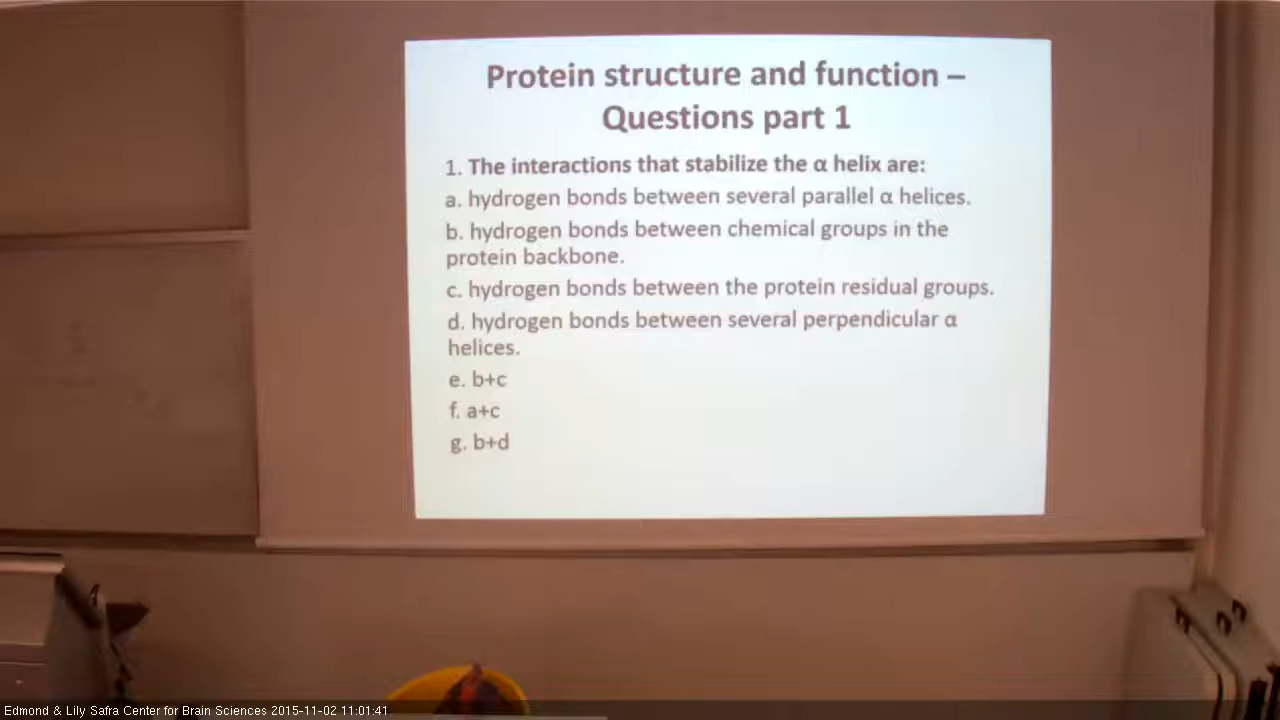 Protein structure and function –
Questions part 1
1. The interactions that stabilize the α helix are:
a. hydrogen bonds between several parallel α helices.
b. hydrogen bonds between chemical groups in the
protein backbone.
c. hydrogen bonds between the protein residual groups.
d. hydrogen bonds between several perpendicular α
helices.
e. b+c
f. a+c
g. b+d
Edmond & Lily Safra Center for Brain Sciences 2015-11-02 11:01:41